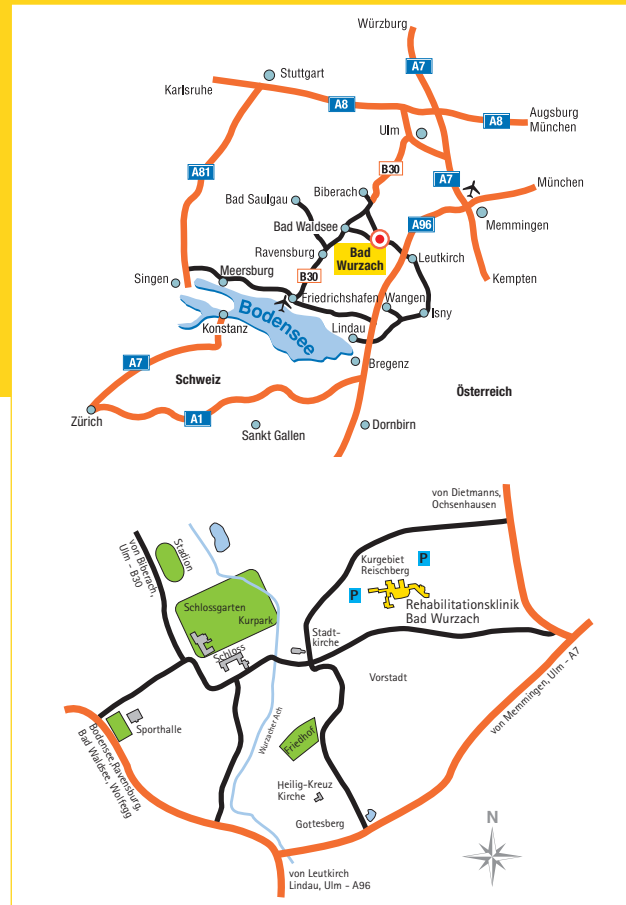 Würzburg
A7
Stuttgart
Karlsruhe
A8
Augsburg
München
A8
Ulm
B30
A81
A7
München
Biberach
Bad Saulgau
Memmingen
A96
Bad Waldsee
Ravensburg
Bad
Wurzach
Leutkirch
Meersburg
B30
Singen
Kempten
Friedrichshafen
Wangen
Bodensee
Isny
Konstanz
Lindau
A7
Bregenz
Schweiz
Österreich
Zürich
A1
Sankt Gallen
Dornbirn
von Dietmanns,
Ochsenhausen
von Biberach,
Ulm - B30
Stadion
Kurgebiet
Reischberg
P
P
Schlossgarten
Kurpark
Rehabilitationsklinik
Bad Wurzach
Stadt-
kirche
Schloss
Vorstadt
von Memmingen, Ulm - A7
Sporthalle
Wurzacher Ach
Friedhof
Bodensee,Ravensburg,
Bad Waldsee, Wolfegg
Heilig-Kreuz
Kirche
Gottesberg
N
von Leutkirch
Lindau, Ulm - A96